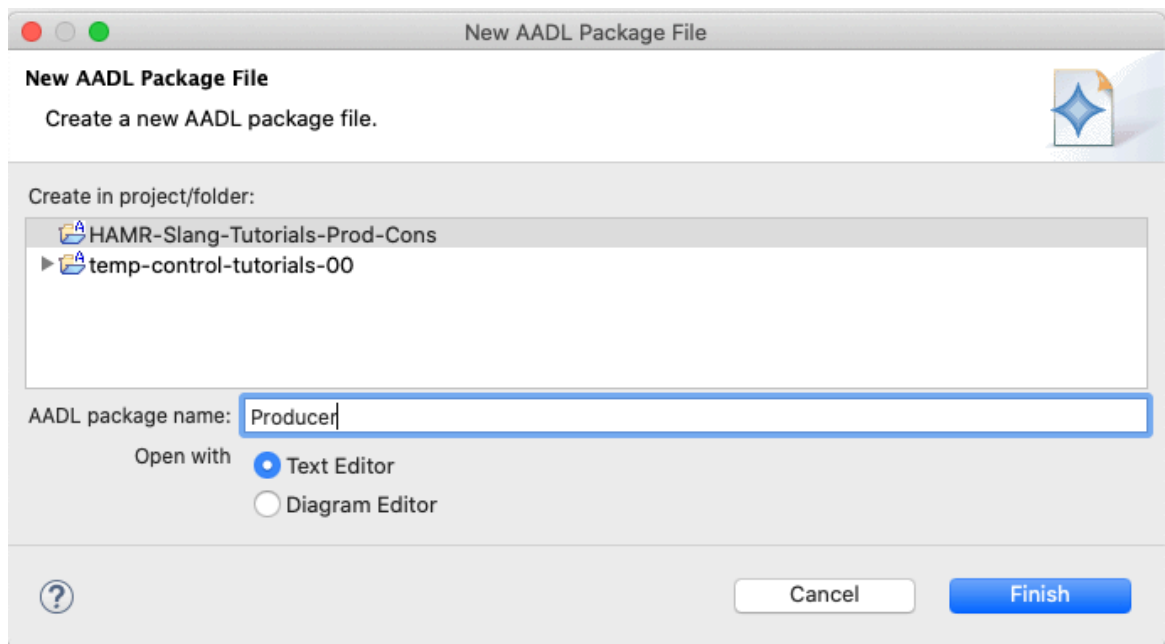 New AADL Package File
New AADL Package File
Create a new AADL package file.
Create in project/folder:
HAMR-Slang-Tutorials-Prod-Cons
temp-control-tutorials-00
AADL package name: Producer
Open with Text Editor
Diagram Editor
? Cancel Finish